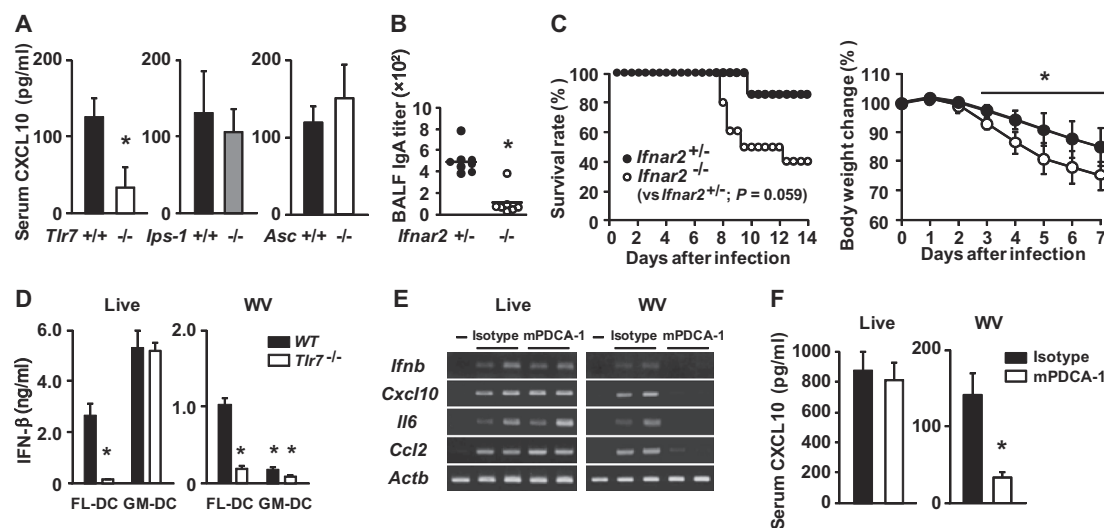 A
Serum CXCL10 (pg/ml)
200
100
0
Tlr7 +/+ -/-
*
200
100
0
Ips-1 +/+ -/-
200
100
0
Asc +/+ -/-
B
BALF IgA titer (×10²)
10
8
6
4
2
0
*
Ifnar2 +/- -/-
C
Survival rate (%)
100
80
60
40
20
0
Ifnar2 +/-
Ifnar2 -/-
(vs Ifnar2 +/-; P = 0.059)
0 2 4 6 8 10 12 14
Days after infection
Body weight change (%)
110
100
90
80
70
60
*
0 1 2 3 4 5 6 7
Days after infection
D
Live
IFN-β (ng/ml)
6.0
4.0
2.0
0
*
FL-DC GM-DC
WV
2.0
1.0
0
WT
Tlr7 -/-
* * *
FL-DC GM-DC
E
Live WV
– Isotype mPDCA-1 – Isotype mPDCA-1
Ifnb
Cxcl10
Il6
Ccl2
Actb
F
Live
Serum CXCL10 (pg/ml)
1000
800
600
400
200
0
WV
200
100
0
*
Isotype
mPDCA-1